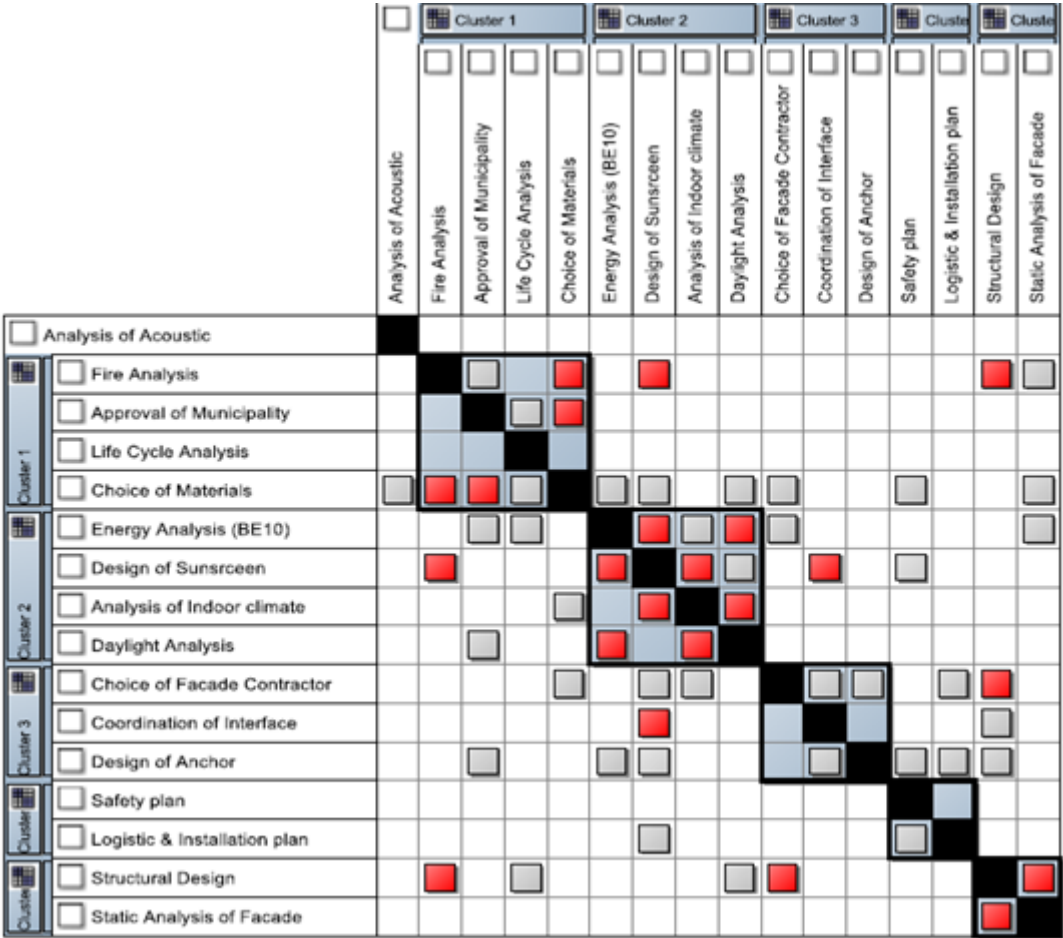 Cluster 1
Cluster 2
Cluster 3
Cluste
Cluste
Analysis of Acoustic
Fire Analysis
Approval of Municipality
Life Cycle Analysis
Choice of Materials
Energy Analysis (BE10)
Design of Sunsrceen
Analysis of Indoor climate
Daylight Analysis
Choice of Facade Contractor
Coordination of Interface
Design of Anchor
Safety plan
Logistic & Installation plan
Structural Design
Static Analysis of Facade
Analysis of Acoustic
Cluster 1
Fire Analysis
Approval of Municipality
Life Cycle Analysis
Choice of Materials
Cluster 2
Energy Analysis (BE10)
Design of Sunsrceen
Analysis of Indoor climate
Daylight Analysis
Cluster 3
Choice of Facade Contractor
Coordination of Interface
Design of Anchor
Cluster
Safety plan
Logistic & Installation plan
Cluster
Structural Design
Static Analysis of Facade